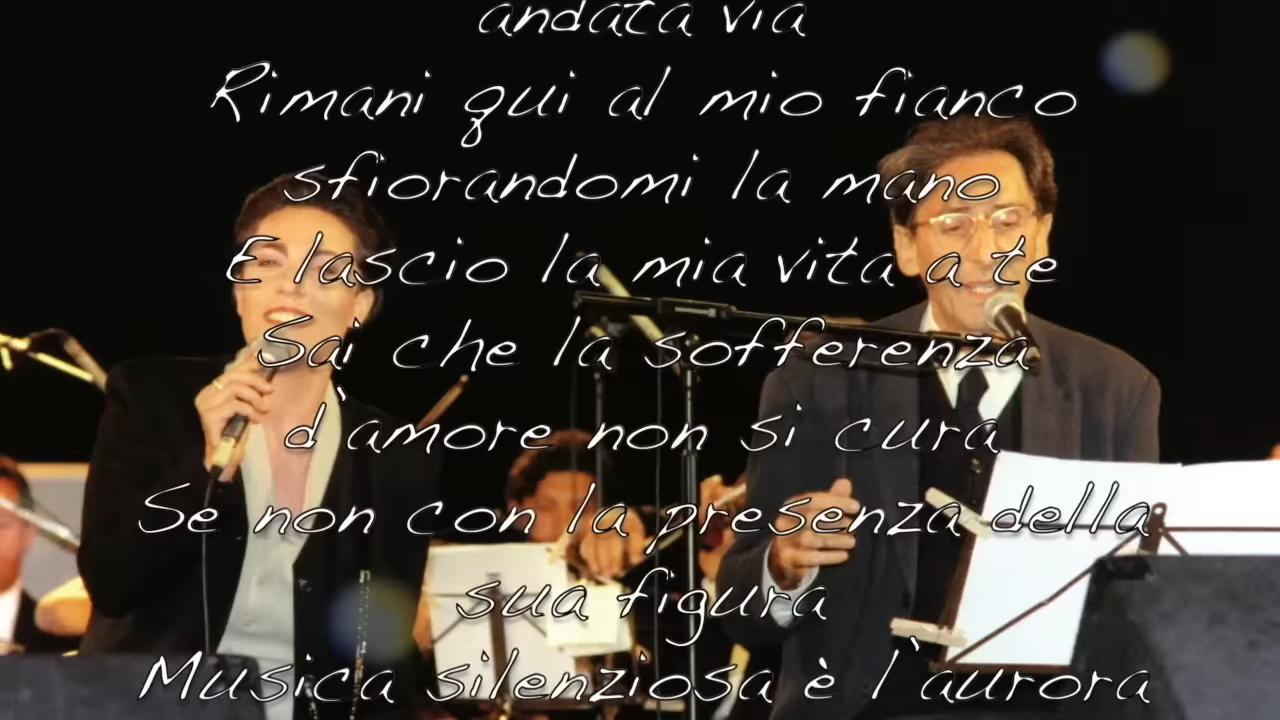 andata via
Rimani qui al mio fianco
sfiorandomi la mano
E lascio la mia vita a te
Sai che la sofferenza
d`amore non si cura
Se non con la presenza della
sua figura
Musica silenziosa è l`aurora